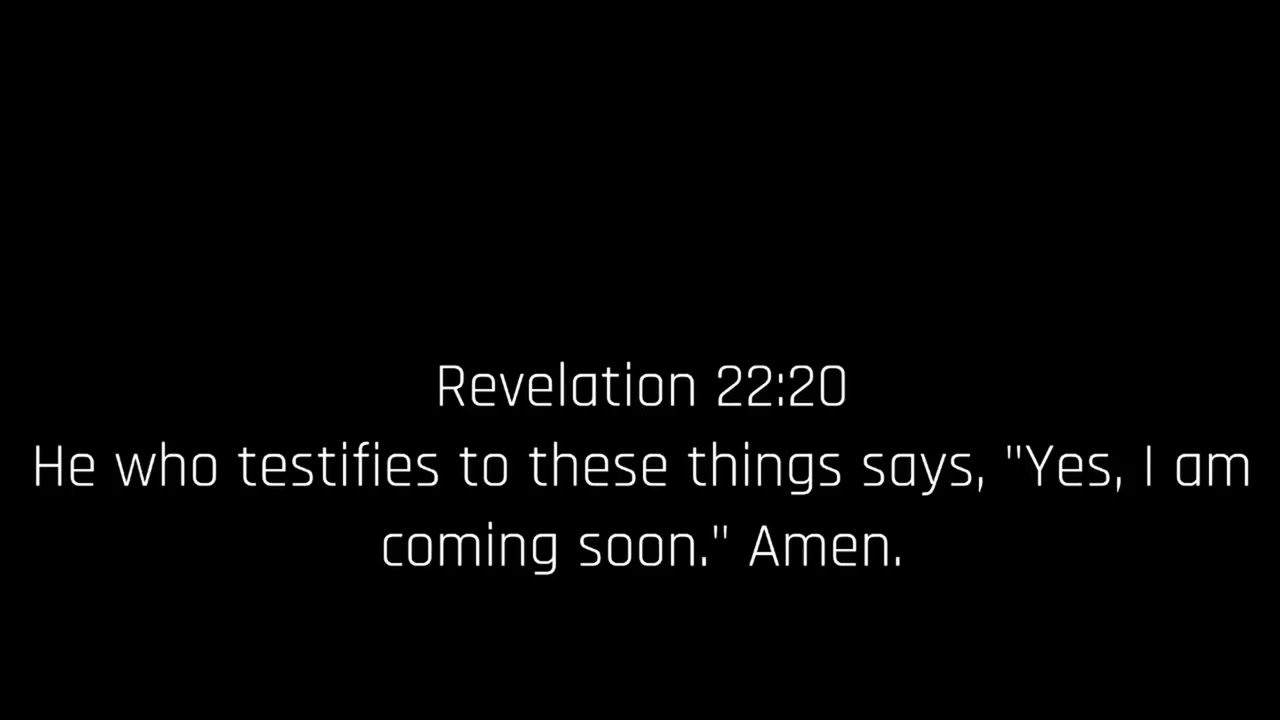 Revelation 22:20
He who testifies to these things says, "Yes, I am
coming soon." Amen.